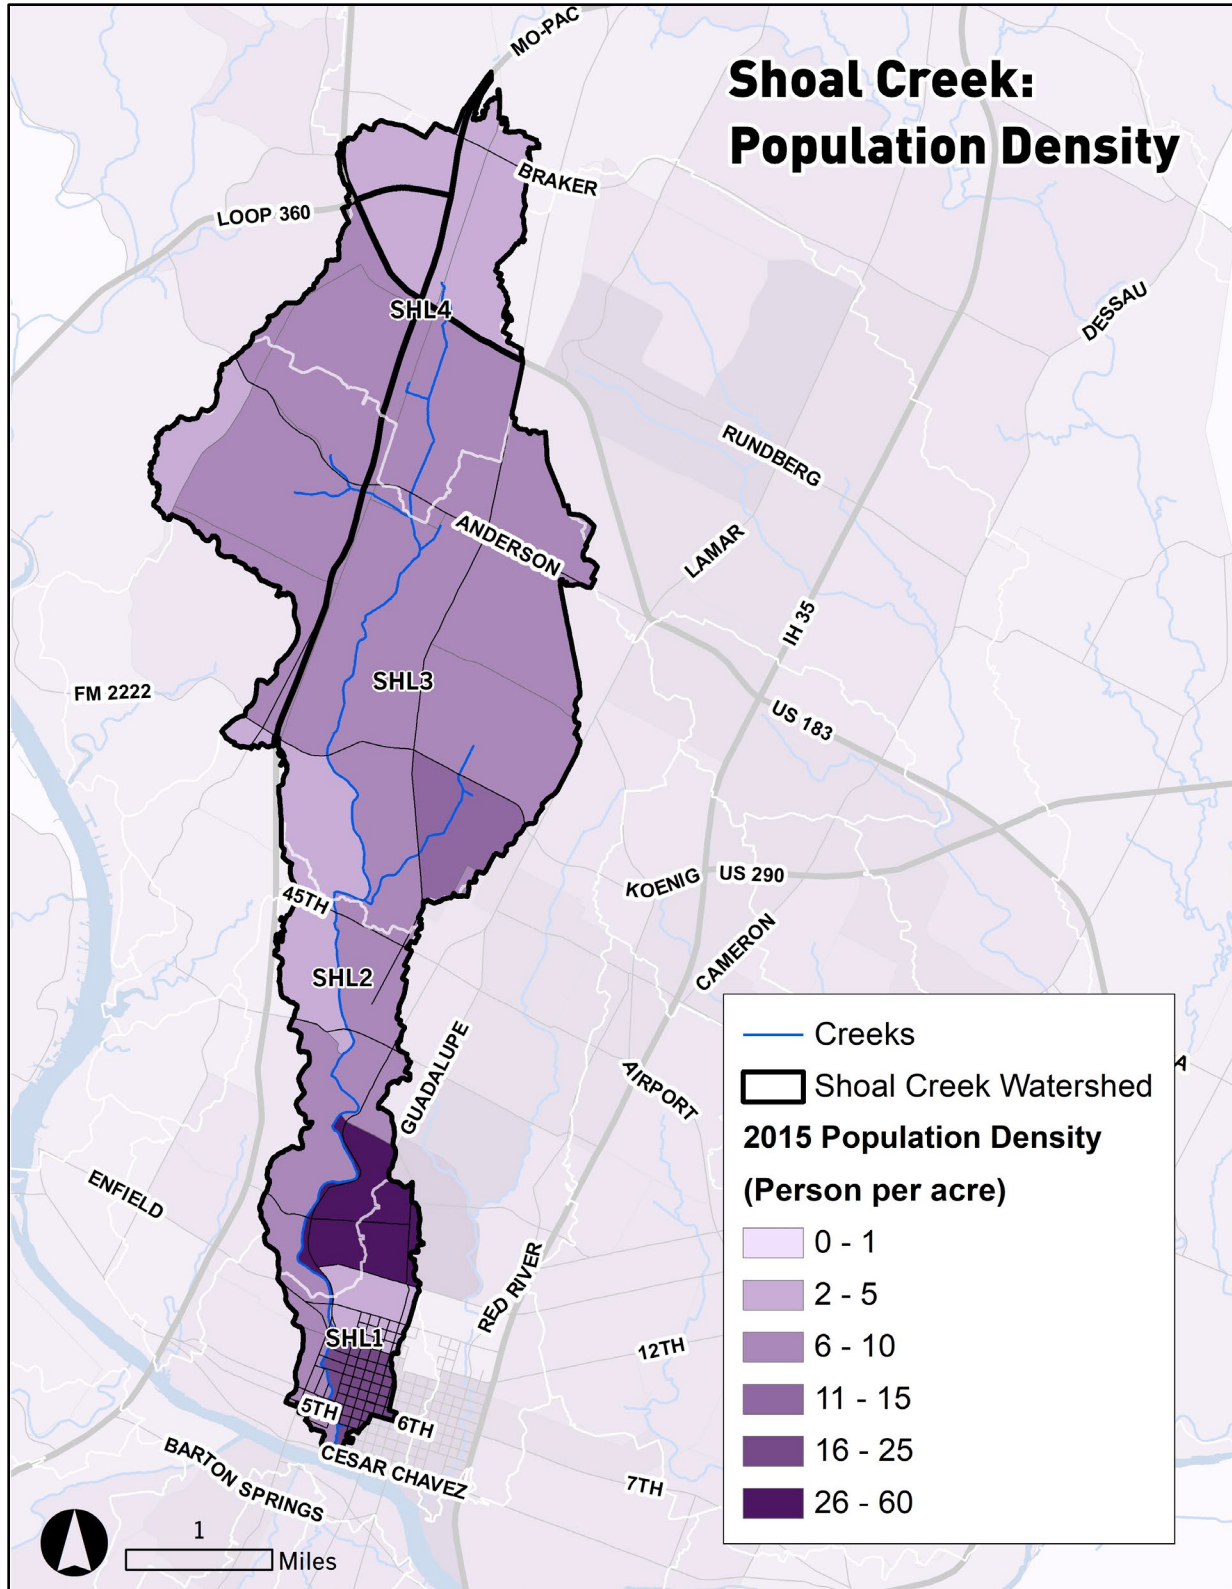 MO-PAC
Shoal Creek:
Population Density
BRAKER
LOOP 360
DESSAU
SHL4
RUNDBERG
ANDERSON
LAMAR
IH 35
SHL3
FM 2222
US 183
45TH
KOENIG
US 290
CAMERON
SHL2
GUADALUPE
AIRPORT
ENFIELD
RED RIVER
SHL1
12TH
5TH
6TH
CESAR CHAVEZ
BARTON SPRINGS
7TH
A
Creeks
Shoal Creek Watershed
2015 Population Density
(Person per acre)
0 - 1
2 - 5
6 - 10
11 - 15
16 - 25
26 - 60
1
Miles